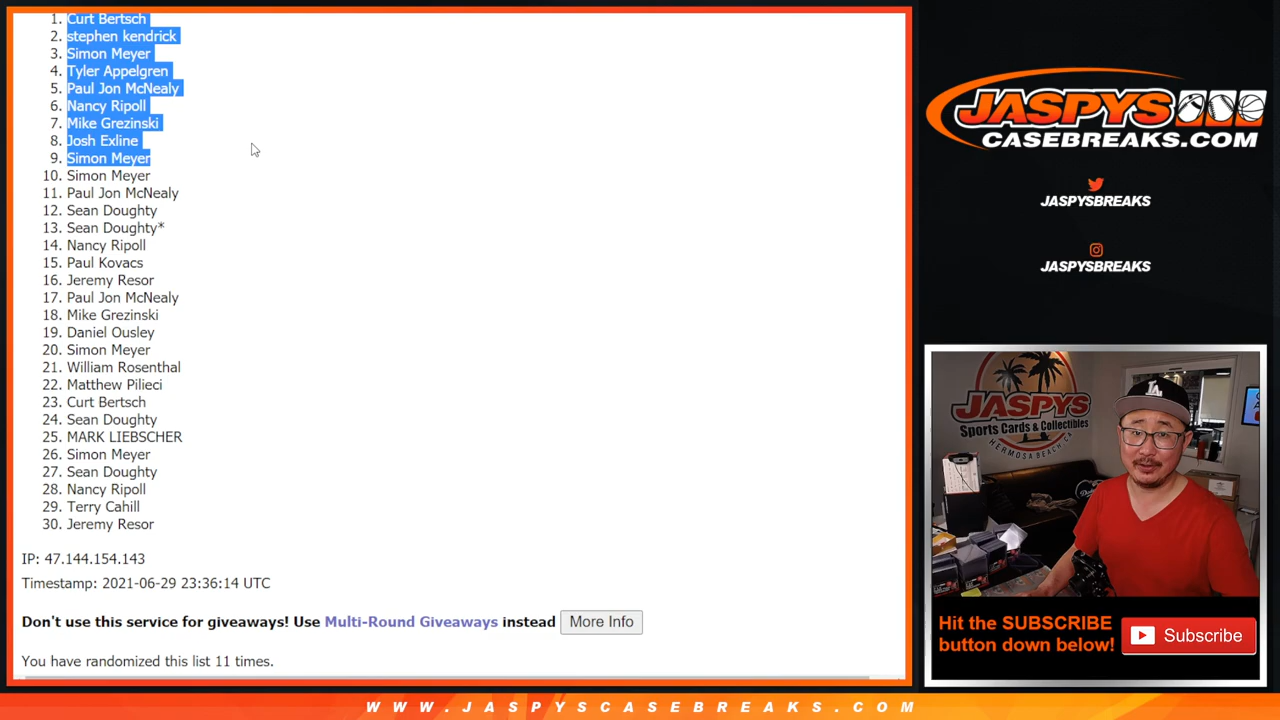 1. Curt Bertsch
2. stephen kendrick
3. Simon Meyer
4. Tyler Appelgren
5. Paul Jon McNealy
6. Nancy Ripoll
7. Mike Grezinski
8. Josh Exline
9. Simon Meyer
10. Simon Meyer
11. Paul Jon McNealy
12. Sean Doughty
13. Sean Doughty*
14. Nancy Ripoll
15. Paul Kovacs
16. Jeremy Resor
17. Paul Jon McNealy
18. Mike Grezinski
19. Daniel Ousley
20. Simon Meyer
21. William Rosenthal
22. Matthew Pilieci
23. Curt Bertsch
24. Sean Doughty
25. MARK LIEBSCHER
26. Simon Meyer
27. Sean Doughty
28. Nancy Ripoll
29. Terry Cahill
30. Jeremy Resor
IP: 47.144.154.143
Timestamp: 2021-06-29 23:36:14 UTC
Don't use this service for giveaways! Use Multi-Round Giveaways instead More Info
You have randomized this list 11 times.
JASPYS
CASEBREAKS.COM
JASPYSBREAKS
JASPYSBREAKS
JASPYS
Sports Cards & Collectibles
HERMOSA BEACH, CA
LA
Hit the SUBSCRIBE
button down below!
Subscribe
WWW.JASPYSCASEBREAKS.COM